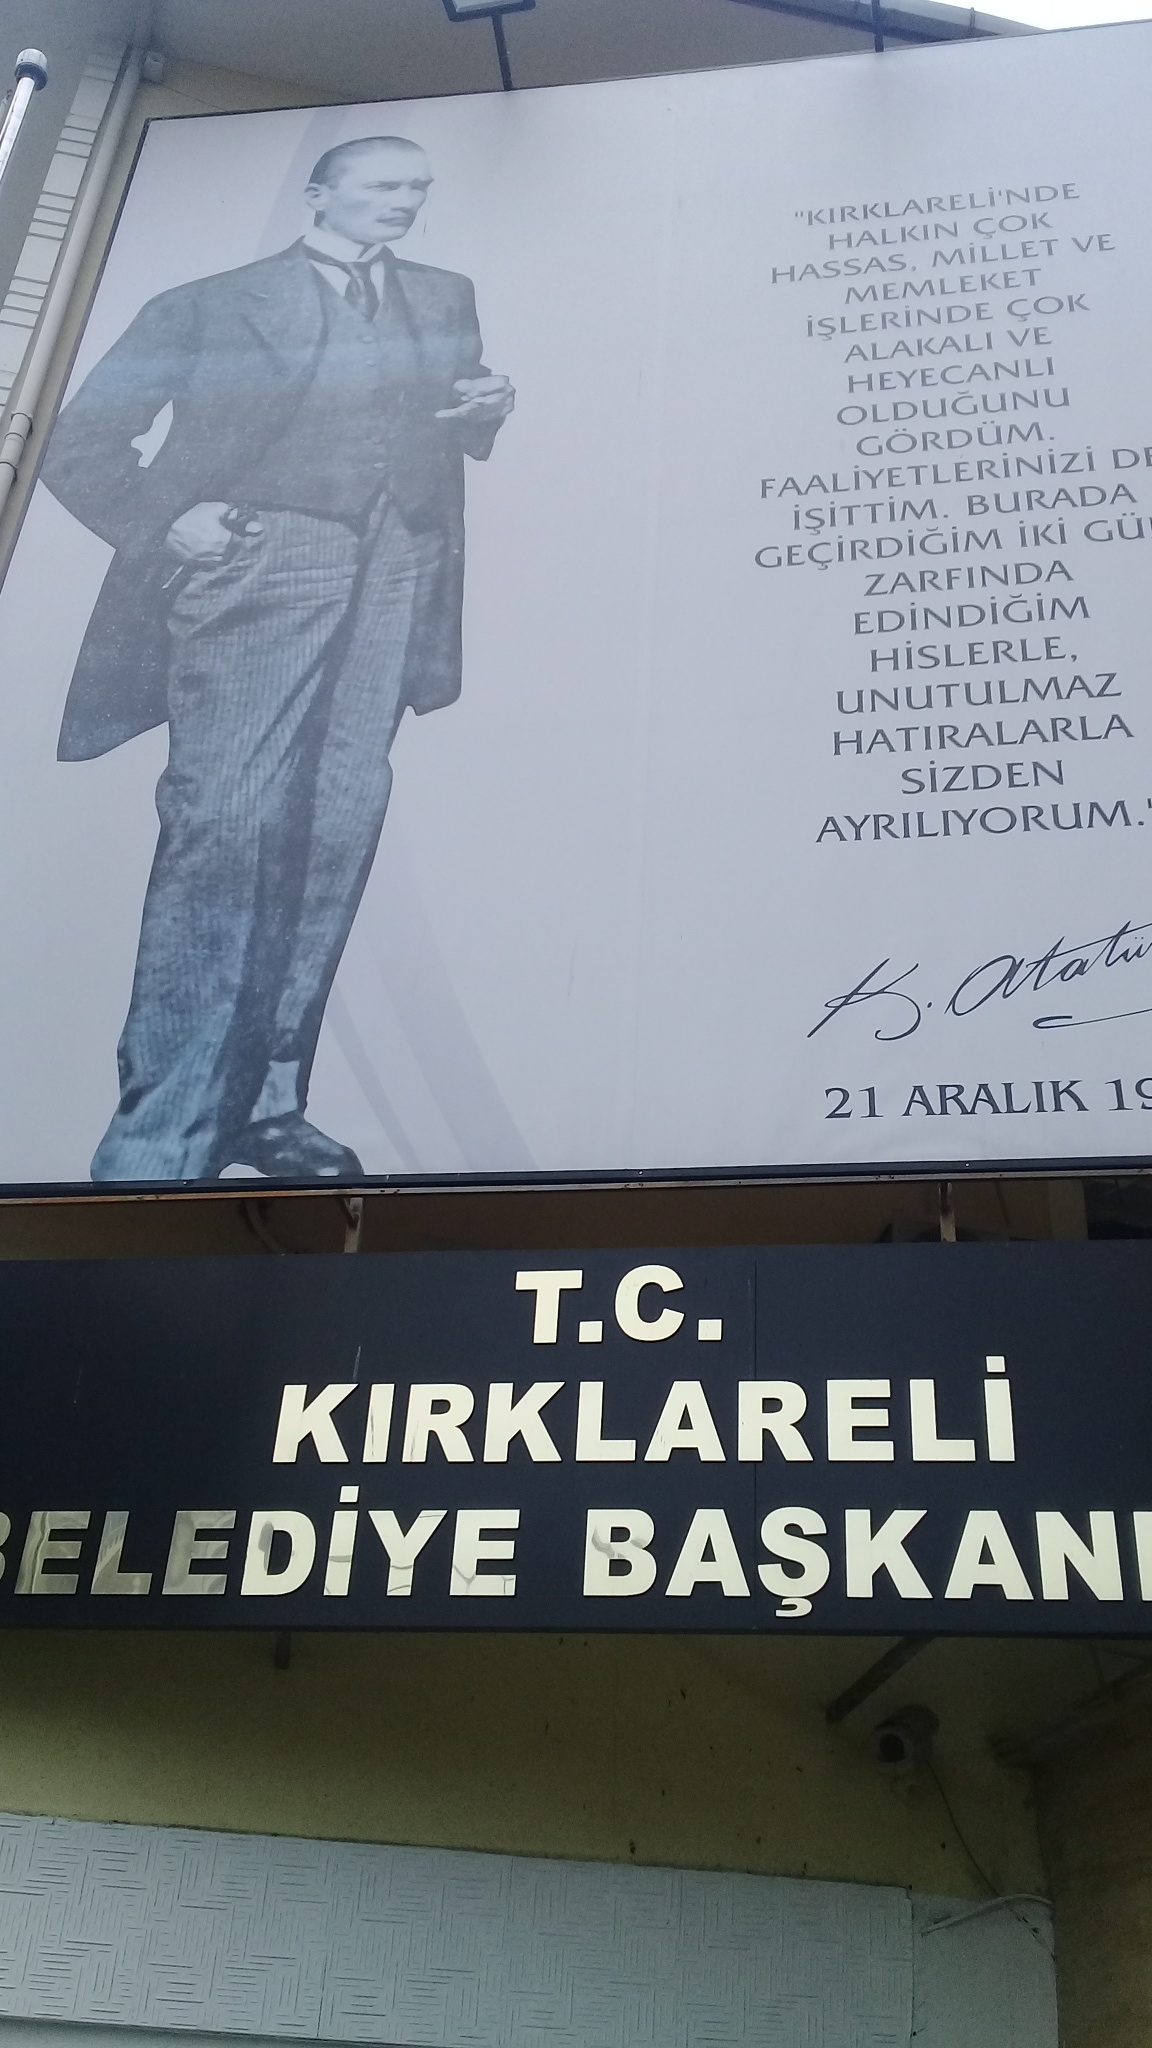 "KIRKLARELİ'NDE
HALKIN ÇOK
HASSAS, MİLLET VE
MEMLEKET
İŞLERİNDE ÇOK
ALAKALI VE
HEYECANLI
OLDUĞUNU
GÖRDÜM.
FAALİYETLERİNİZİ DE
İŞİTTİM. BURADA
GEÇİRDİĞİM İKİ GÜ
ZARFINDA
EDİNDİĞİM
HİSLERLE,
UNUTULMAZ
HATIRALARLA
SİZDEN
AYRILIYORUM."
K. Atatü
21 ARALIK 19
T.C.
KIRKLARELİ
BELEDİYE BAŞKANL